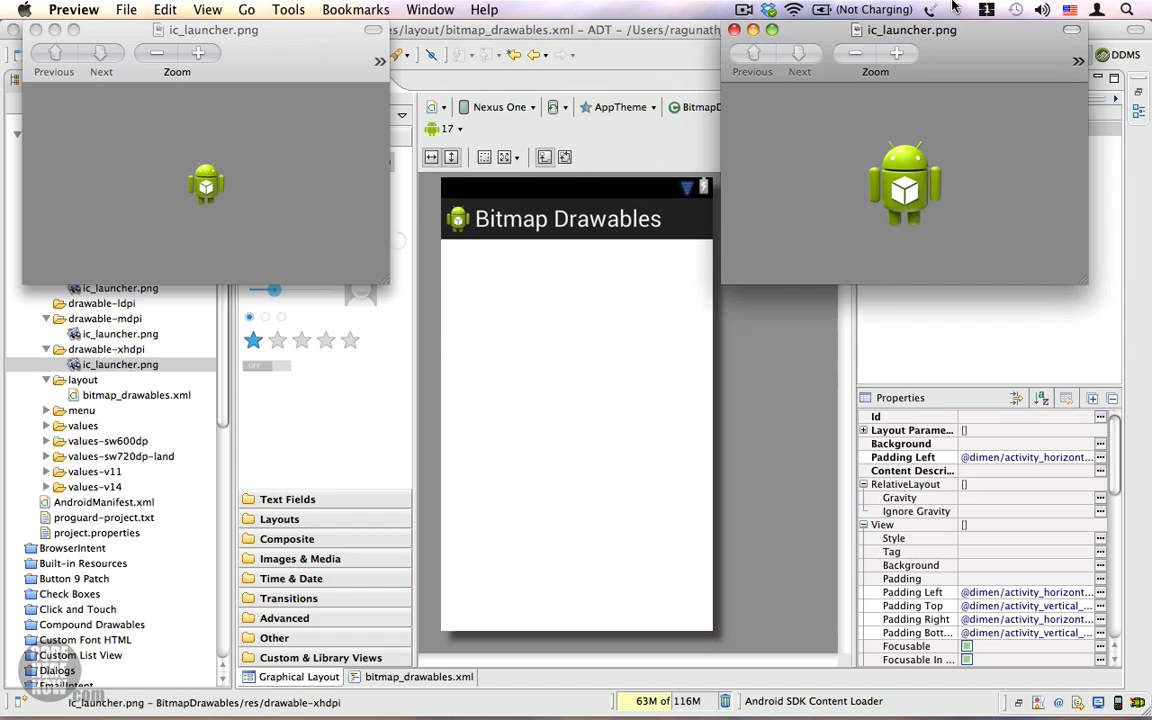 Preview File Edit View Go Tools Bookmarks Window Help (Not Charging)
ic_launcher.png
es/layout/bitmap_drawables.xml - ADT - /Users/ragunath
ic_launcher.png
Previous Next Zoom
Previous Next Zoom
DDMS
Nexus One
AppTheme
BitmapD
17
Bitmap Drawables
ic_launcher.png
drawable-ldpi
drawable-mdpi
ic_launcher.png
drawable-xhdpi
ic_launcher.png
layout
bitmap_drawables.xml
menu
values
values-sw600dp
values-sw720dp-land
values-v11
values-v14
AndroidManifest.xml
proguard-project.txt
project.properties
BrowserIntent
Built-in Resources
Button 9 Patch
Check Boxes
Click and Touch
Compound Drawables
Custom Font HTML
Custom List View
Dialogs
EmailIntent
OFF
Text Fields
Layouts
Composite
Images & Media
Time & Date
Transitions
Advanced
Other
Custom & Library Views
Graphical Layout
bitmap_drawables.xml
Properties
Id
Layout Parame... []
Background
Padding Left @dimen/activity_horizont...
Content Descri...
RelativeLayout []
Gravity
Ignore Gravity
View []
Style
Tag
Background
Padding
Padding Left @dimen/activity_horizont...
Padding Top @dimen/activity_vertical_...
Padding Right @dimen/activity_horizont...
Padding Bott... @dimen/activity_vertical_...
Focusable
Focusable In ...
CODE
NOW
.com
ic_launcher.png - BitmapDrawables/res/drawable-xhdpi
63M of 116M
Android SDK Content Loader